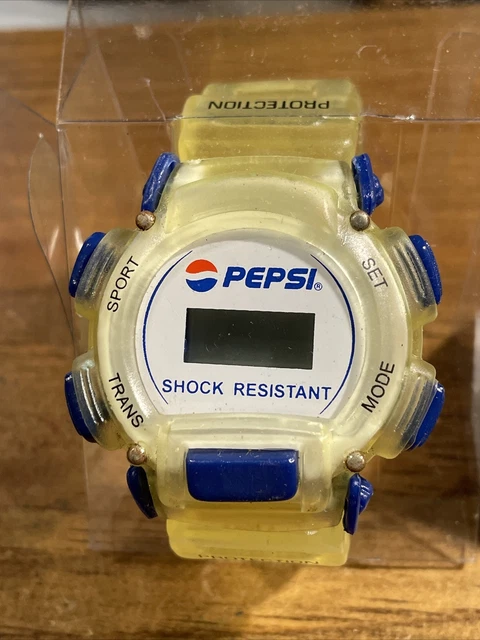 PROTECTION
PEPSI®
SPORT
SET
TRANS
MODE
SHOCK RESISTANT